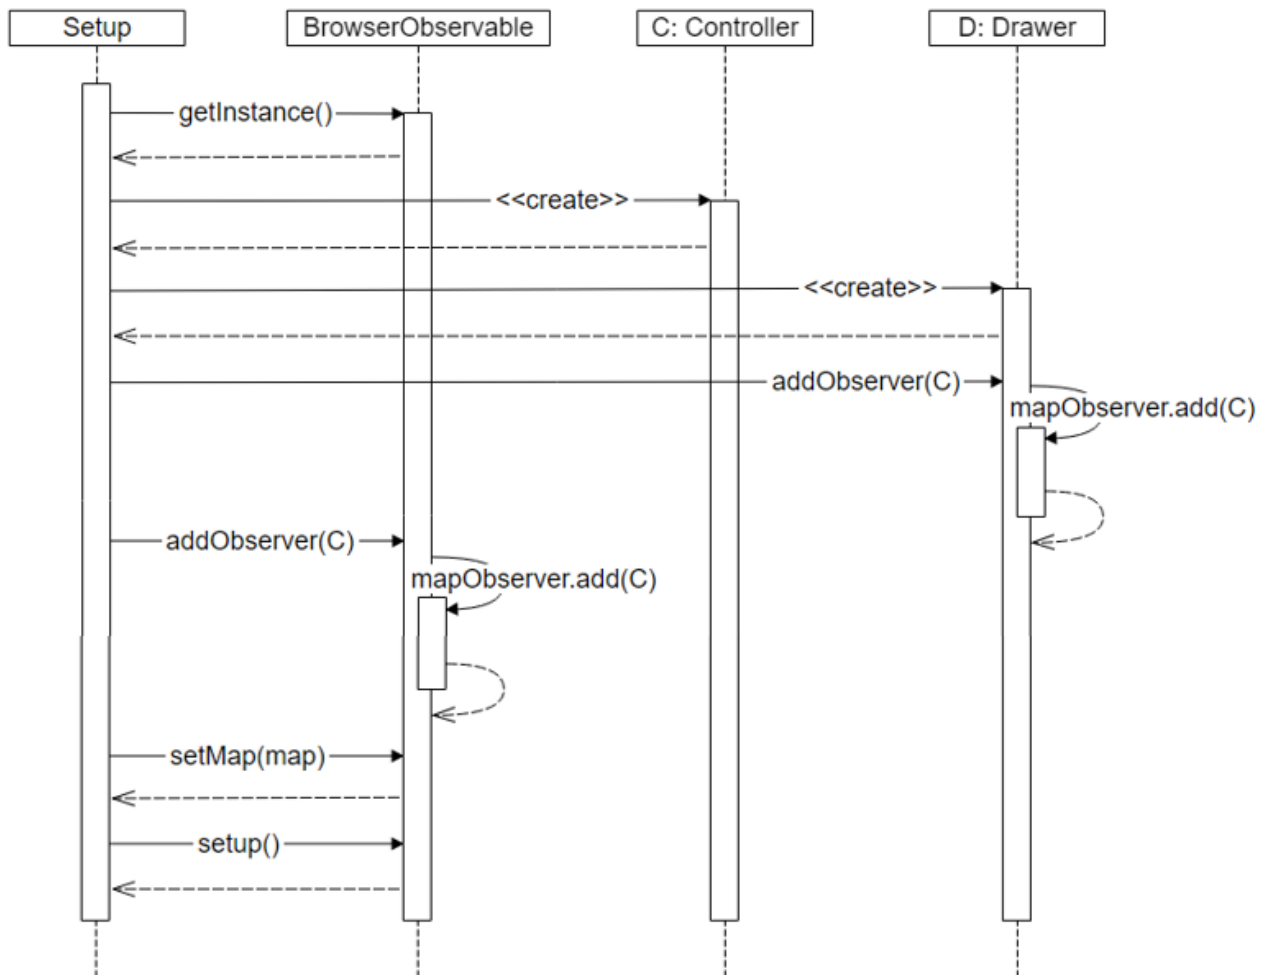 Setup
BrowserObservable
C: Controller
D: Drawer
getInstance()
<<create>>
<<create>>
addObserver(C)
mapObserver.add(C)
addObserver(C)
mapObserver.add(C)
setMap(map)
setup()